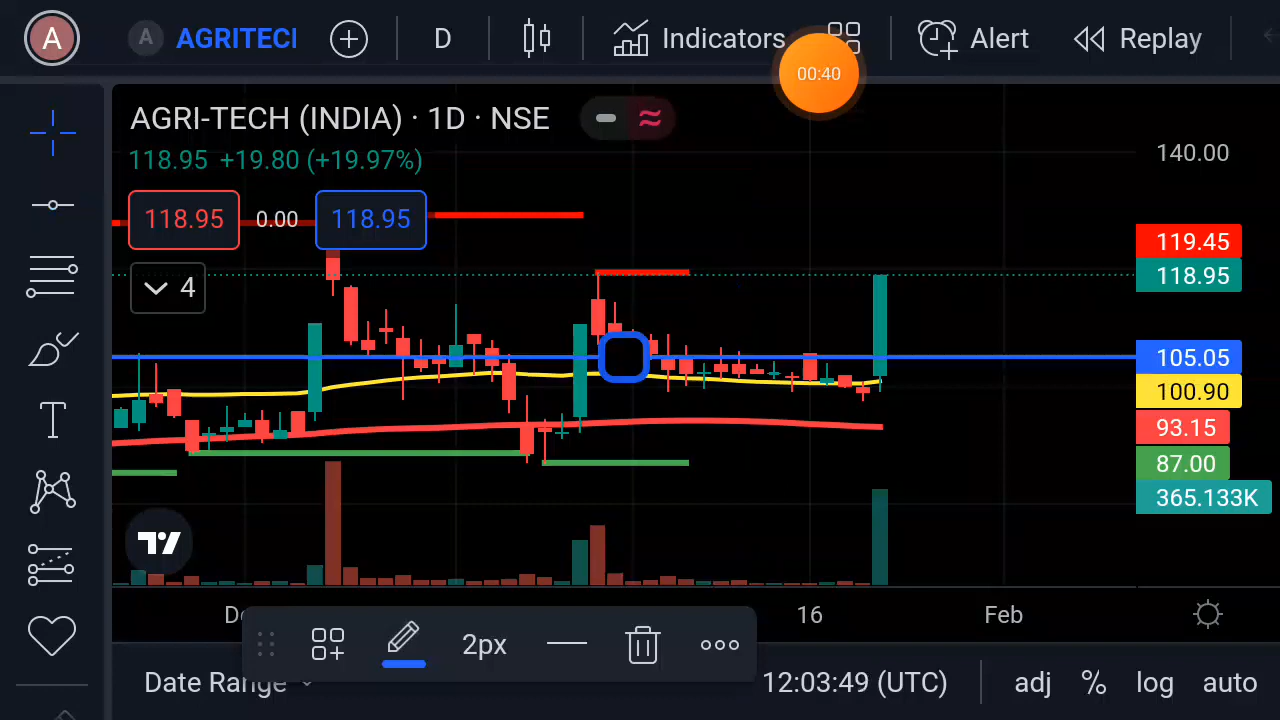 A
A
AGRITECI
D
Indicators
Alert
Replay
00:40
AGRI-TECH (INDIA) · 1D · NSE
118.95 +19.80 (+19.97%)
118.95
0.00
118.95
4
T
140.00
119.45
118.95
105.05
100.90
93.15
87.00
365.133K
16
Feb
2px
Date Range
12:03:49 (UTC)
adj
%
log
auto